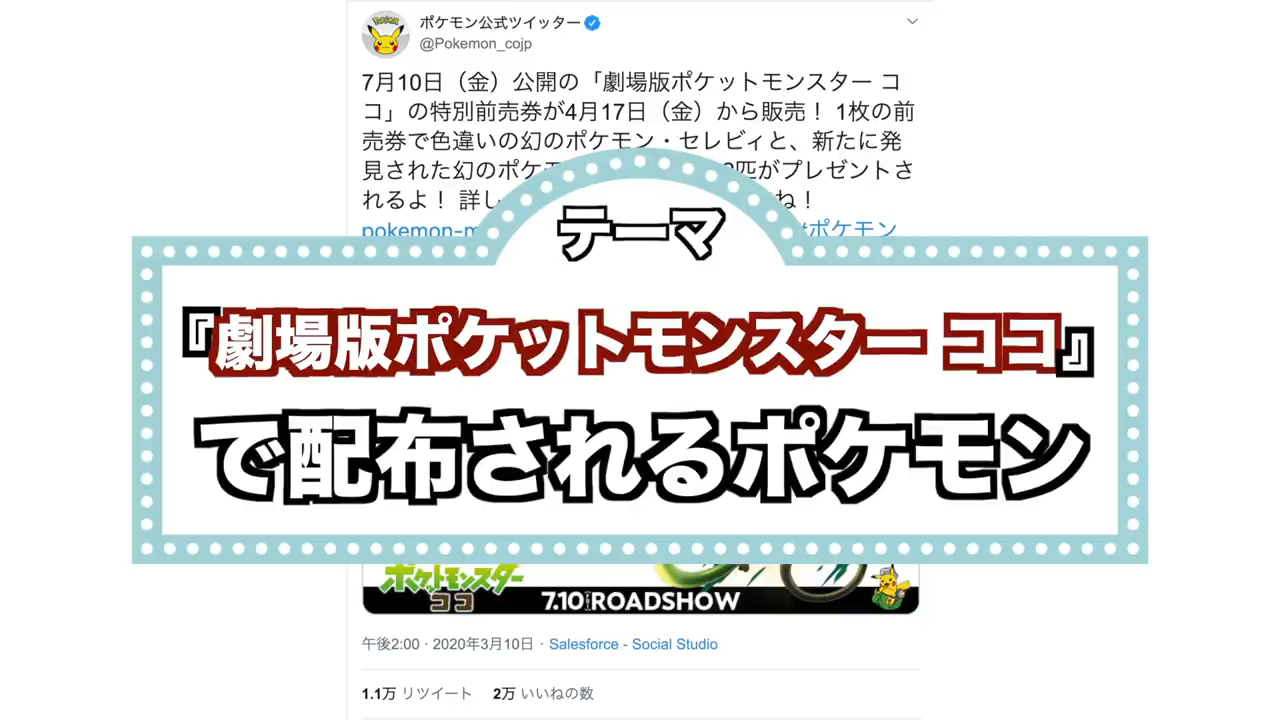 ポケモン公式ツイッター
@Pokemon_cojp
7月10日（金）公開の「劇場版ポケットモンスター コ
コ」の特別前売券が4月17日（金）から販売！ 1枚の前
売券で色違いの幻のポケモン・セレビィと、新たに発
見された幻のポケモ 匹がプレゼントさ
れるよ！ 詳し ね！
pokemon-m #ポケモン
テーマ
『劇場版ポケットモンスター ココ』
で配布されるポケモン
ポケットモンスター
ココ
7.10 ROADSHOW
午後2:00 · 2020年3月10日 · Salesforce - Social Studio
1.1万 リツイート 2万 いいねの数